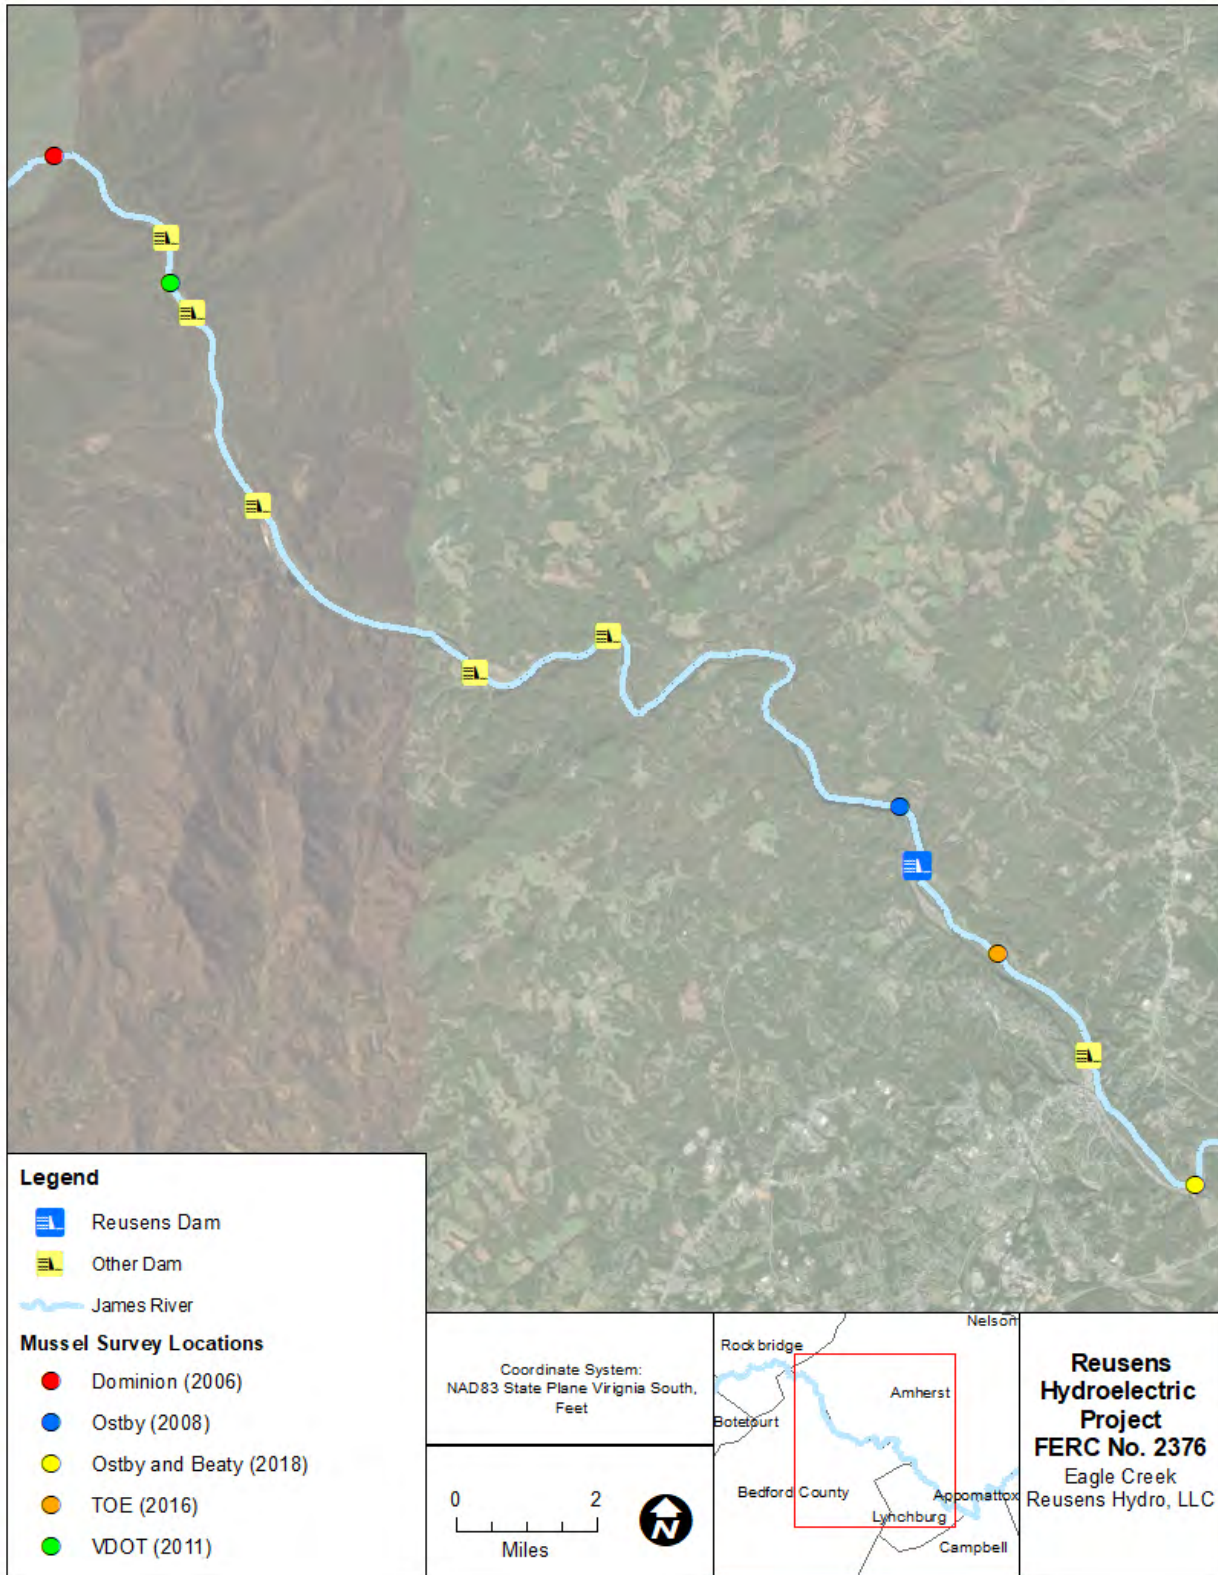 Legend
Reusens Dam
Other Dam
James River
Mussel Survey Locations
Dominion (2006)
Ostby (2008)
Ostby and Beaty (2018)
TOE (2016)
VDOT (2011)
Coordinate System:
NAD83 State Plane Virignia South,
Feet
0 2
Miles
N
Nelson
Rockbridge
Amherst
Botetourt
Bedford County
Appomattox
Lynchburg
Campbell
Reusens
Hydroelectric
Project
FERC No. 2376
Eagle Creek
Reusens Hydro, LLC